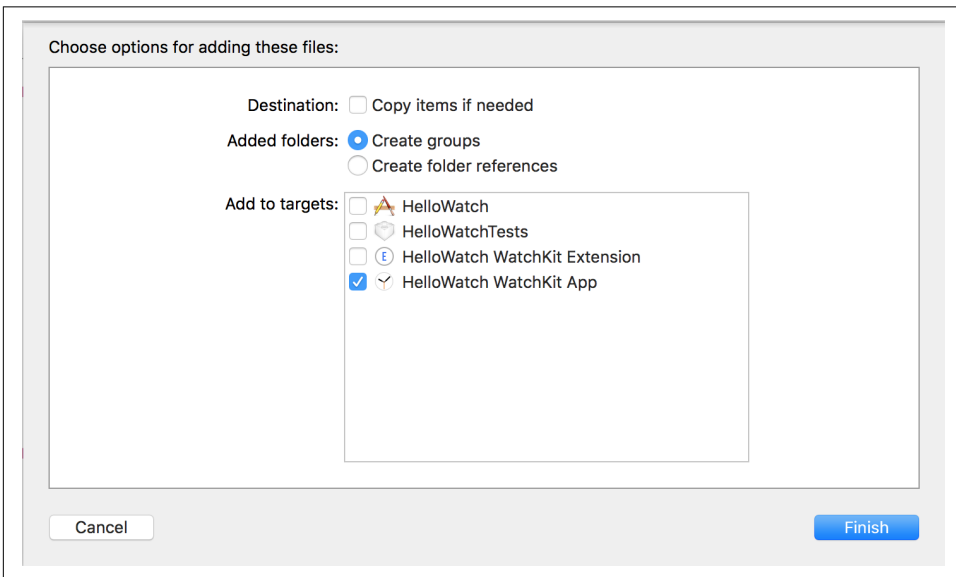 Choose options for adding these files:
Destination: Copy items if needed
Added folders: Create groups
Create folder references
Add to targets: HelloWatch
HelloWatchTests
E HelloWatch WatchKit Extension
HelloWatch WatchKit App
Cancel Finish